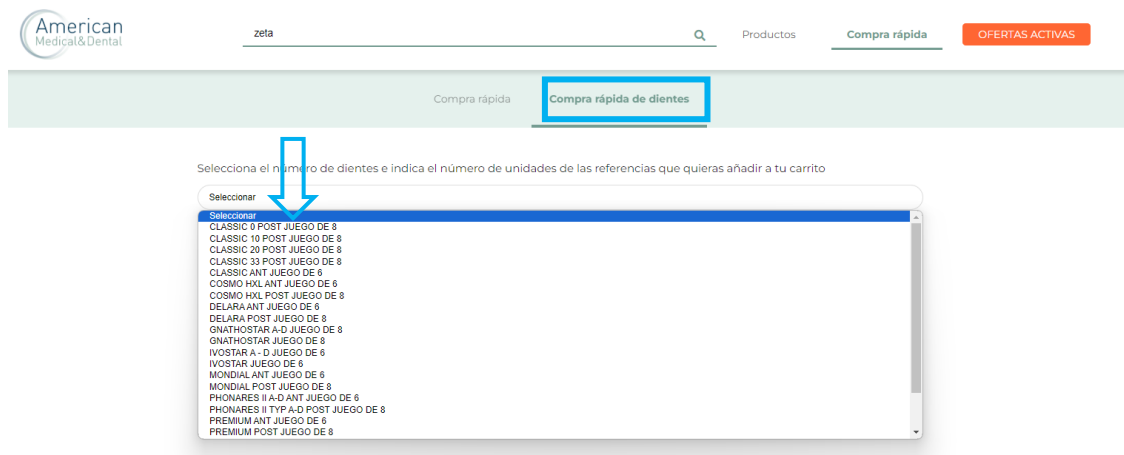 American
Medical&Dental
zeta
Productos
Compra rápida
OFERTAS ACTIVAS
Compra rápida
Compra rápida de dientes
Selecciona el número de dientes e indica el número de unidades de las referencias que quieras añadir a tu carrito
Seleccionar
Seleccionar
CLASSIC 0 POST JUEGO DE 8
CLASSIC 10 POST JUEGO DE 8
CLASSIC 20 POST JUEGO DE 8
CLASSIC 33 POST JUEGO DE 8
CLASSIC ANT JUEGO DE 6
COSMO HXL ANT JUEGO DE 6
COSMO HXL POST JUEGO DE 8
DELARA ANT JUEGO DE 6
DELARA POST JUEGO DE 8
GNATHOSTAR A-D JUEGO DE 8
GNATHOSTAR JUEGO DE 8
IVOSTAR A - D JUEGO DE 6
IVOSTAR JUEGO DE 6
MONDIAL ANT JUEGO DE 6
MONDIAL POST JUEGO DE 8
PHONARES II A-D ANT JUEGO DE 6
PHONARES II TYP A-D POST JUEGO DE 8
PREMIUM ANT JUEGO DE 6
PREMIUM POST JUEGO DE 8